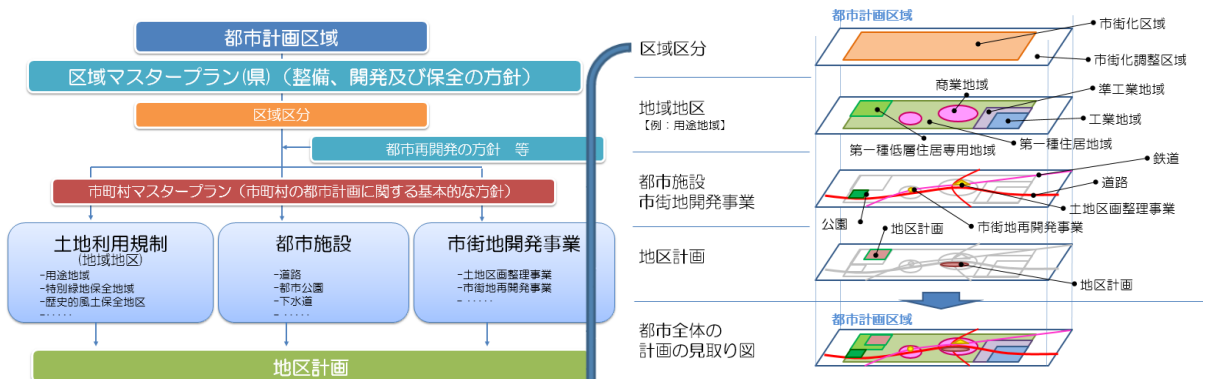 都市計画区域
区域マスタープラン(県)（整備、開発及び保全の方針）
区域区分
都市再開発の方針　等
市町村マスタープラン（市町村の都市計画に関する基本的な方針）
土地利用規制
(地域地区)
-用途地域
-特別緑地保全地域
-歴史的風土保全地区
-．．．．．
都市施設
-道路
-都市公園
-下水道
- ．．．．．
市街地開発事業
-土地区画整理事業
-市街地再開発事業
-．．．．．
地区計画
都市計画区域
区域区分
市街化区域
市街化調整区域
地域地区
【例：用途地域】
商業地域
準工業地域
工業地域
第一種低層住居専用地域
第一種住居地域
都市施設
市街地開発事業
鉄道
道路
土地区画整理事業
市街地再開発事業
公園
地区計画
地区計画
地区計画
都市全体の
計画の見取り図
都市計画区域